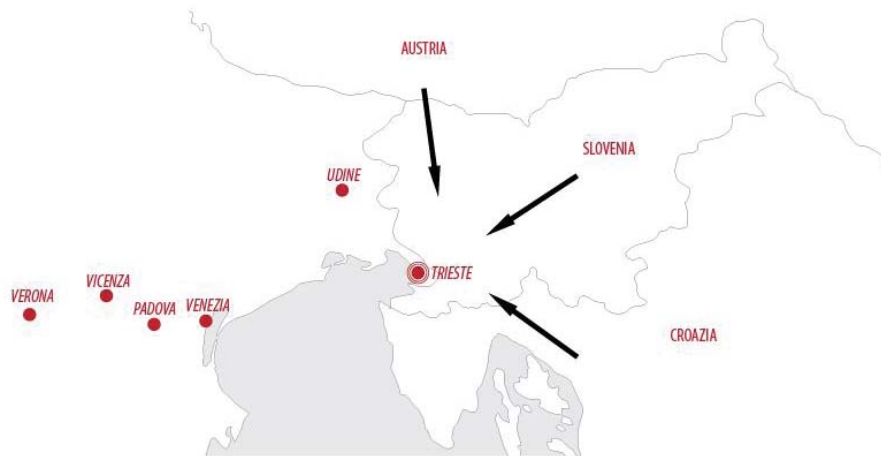 AUSTRIA
SLOVENIA
UDINE
TRIESTE
VICENZA
VERONA
PADOVA
VENEZIA
CROAZIA